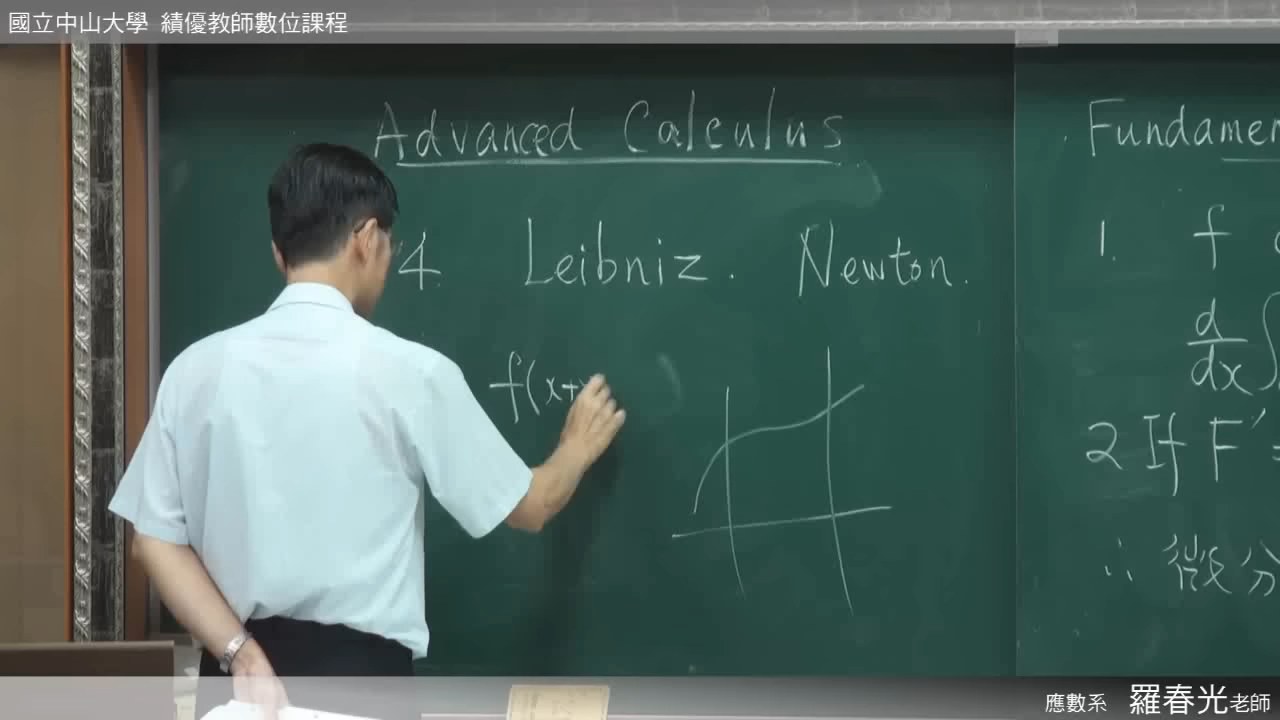 國立中山大學 績優教師數位課程
Advanced Calculus
4. Leibniz. Newton.
f(x+
Fundamen
1. f
d/dx ∫
2 If F' =
∴ 微分
應數系 羅春光老師